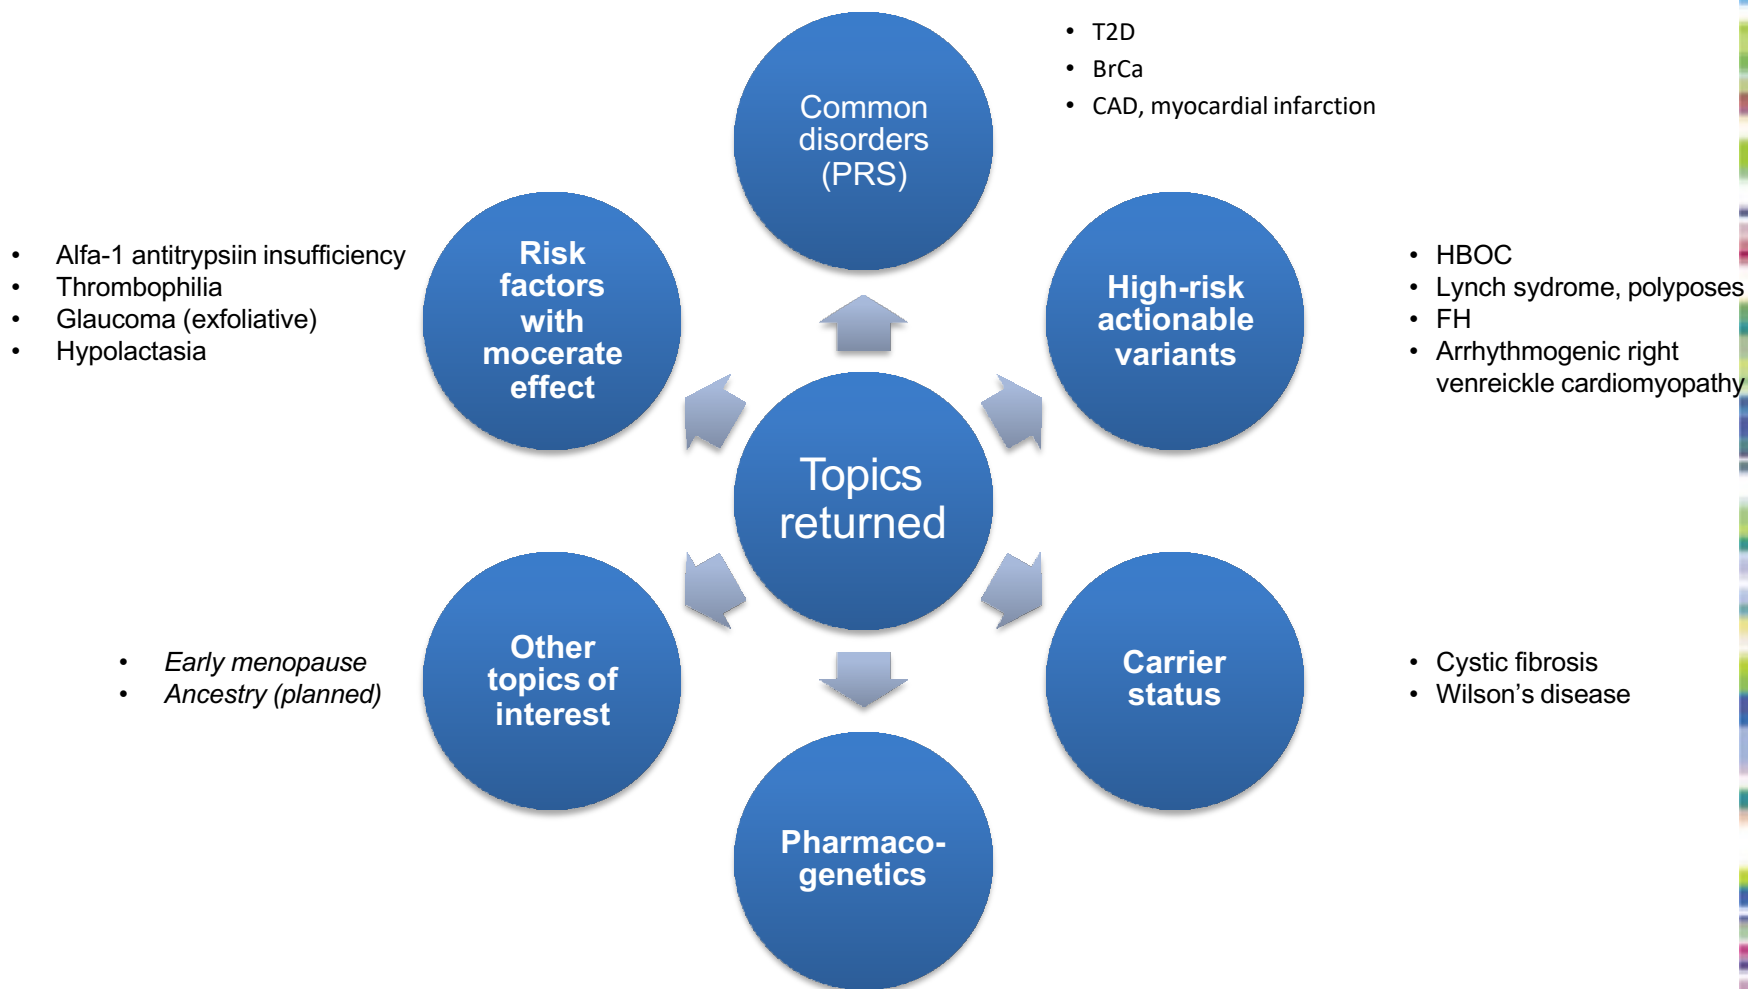 • T2D
• BrCa
• CAD, myocardial infarction
Common
disorders
(PRS)
• Alfa-1 antitrypsiin insufficiency
• Thrombophilia
• Glaucoma (exfoliative)
• Hypolactasia
Risk
factors
with
mocerate
effect
High-risk
actionable
variants
• HBOC
• Lynch sydrome, polyposes
• FH
• Arrhythmogenic right
venreickle cardiomyopathy
Topics
returned
• Early menopause
• Ancestry (planned)
Other
topics of
interest
Carrier
status
• Cystic fibrosis
• Wilson’s disease
Pharmaco-
genetics